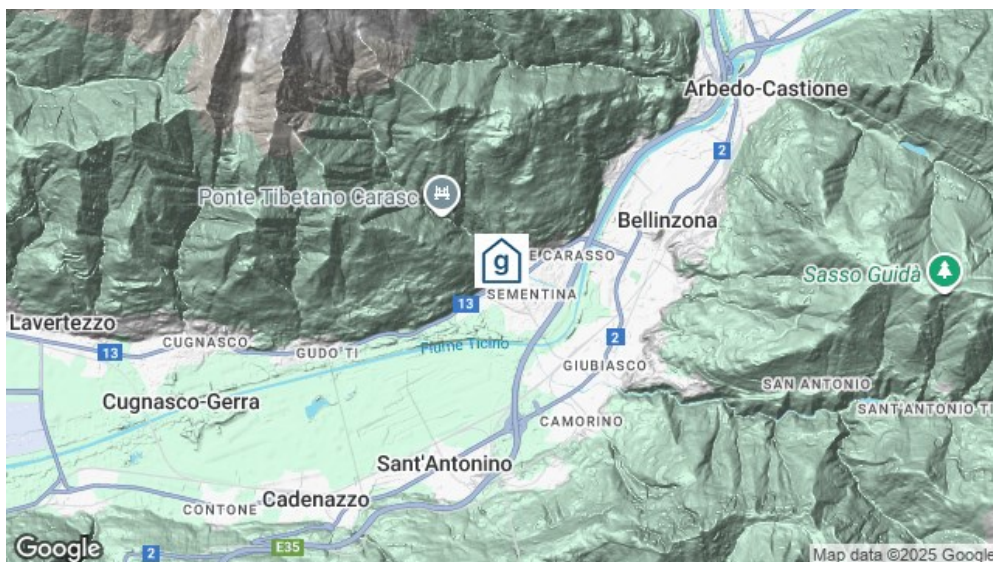 Arbedo-Castione
2
Ponte Tibetano Carasc
Bellinzona
g
E CARASSO
Sasso Guidà
SEMENTINA
13
Lavertezzo
13
CUGNASCO
GUDO TI
Fiume Ticino
2
GIUBIASCO
SAN ANTONIO
Cugnasco-Gerra
SANT'ANTONIO TI
CAMORINO
Sant'Antonino
Cadenazzo
CONTONE
Google
2
E35
Map data ©2025 Google